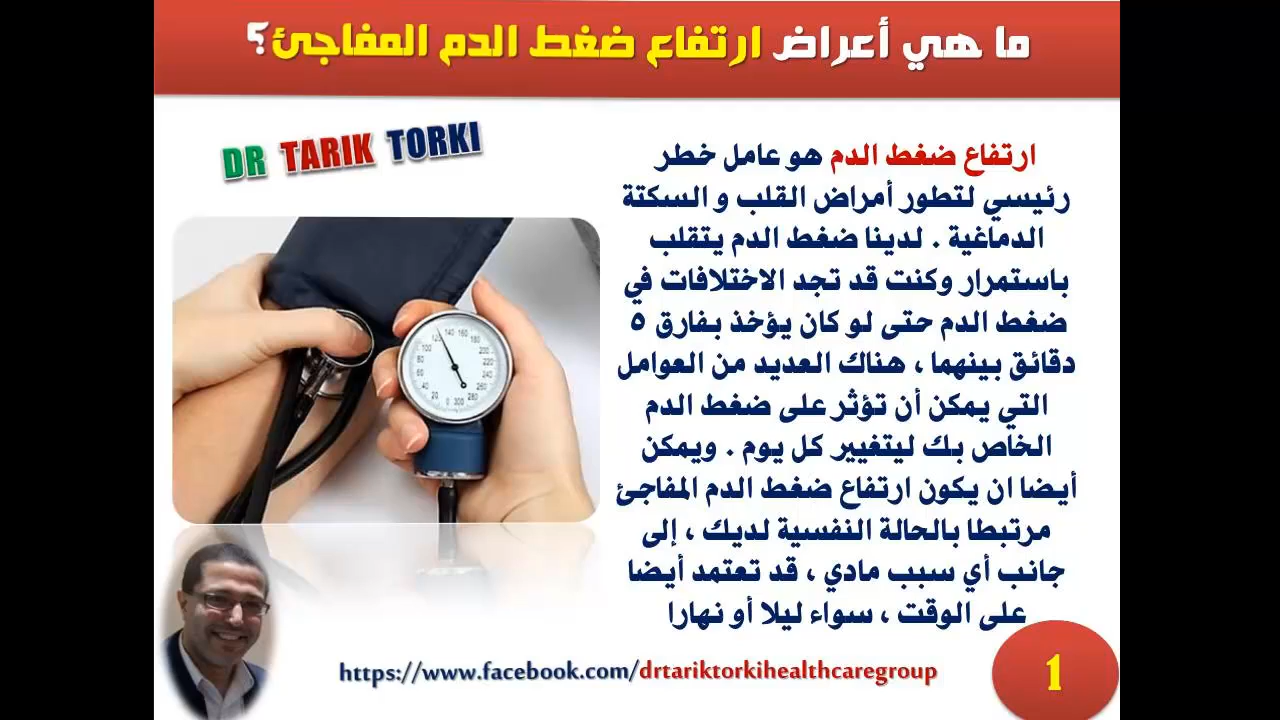 ما هي أعراض ارتفاع ضغط الدم المفاجئ؟
DR TARIK TORKI
ارتفاع ضغط الدم هو عامل خطر
رئيسي لتطور أمراض القلب و السكتة
الدماغية . لدينا ضغط الدم يتقلب
باستمرار وكنت قد تجد الاختلافات في
ضغط الدم حتى لو كان يؤخذ بفارق ٥
دقائق بينهما ، هناك العديد من العوامل
التي يمكن أن تؤثر على ضغط الدم
الخاص بك ليتغيير كل يوم . ويمكن
أيضا ان يكون ارتفاع ضغط الدم المفاجئ
مرتبطا بالحالة النفسية لديك ، إلى
جانب أي سبب مادي ، قد تعتمد أيضا
على الوقت ، سواء ليلا أو نهارا
https://www.facebook.com/drtariktorkihealthcaregroup
1